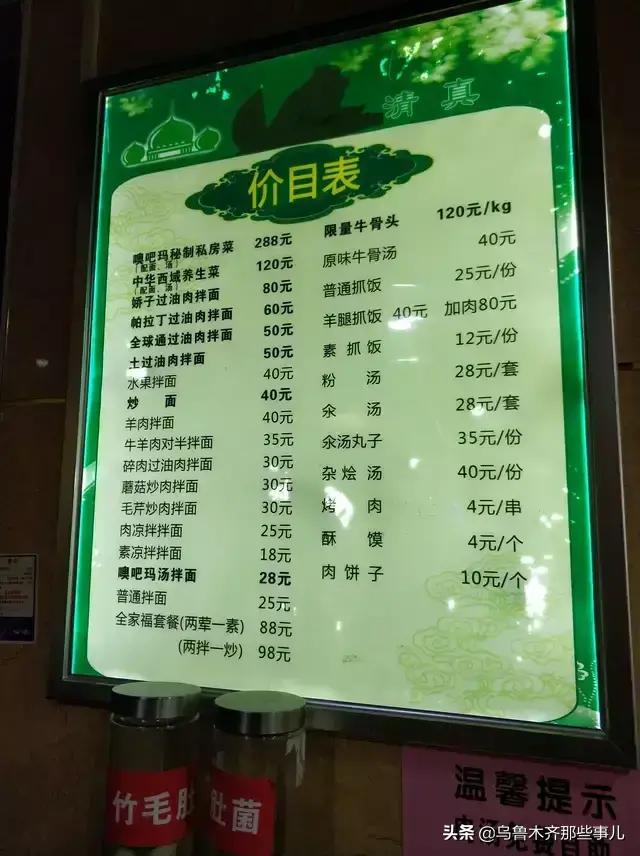 清真
价目表
噢吧玛秘制私房菜 288元
(配面、汤)
中华西域养生菜 120元
(配面、汤)
娇子过油肉拌面 80元
帕拉丁过油肉拌面 60元
全球通过油肉拌面 50元
土过油肉拌面 50元
水果拌面 40元
炒 面 40元
羊肉拌面 40元
牛羊肉对半拌面 35元
碎肉过油肉拌面 30元
蘑菇炒肉拌面 30元
毛芹炒肉拌面 30元
肉凉拌拌面 25元
素凉拌拌面 18元
噢吧玛汤拌面 28元
普通拌面 25元
全家福套餐(两荤一素) 88元
(两拌一炒) 98元
限量牛骨头 120元/kg
原味牛骨汤 40元
普通抓饭 25元/份
羊腿抓饭 40元 加肉80元
素 抓 饭 12元/份
粉 汤 28元/套
汆 汤 28元/套
汆汤丸子 35元/份
杂 烩 汤 40元/份
烤 肉 4元/串
酥 馍 4元/个
肉 饼 子 10元/个
竹毛肚
肚菌
温馨提示
头条 @乌鲁木齐那些事儿